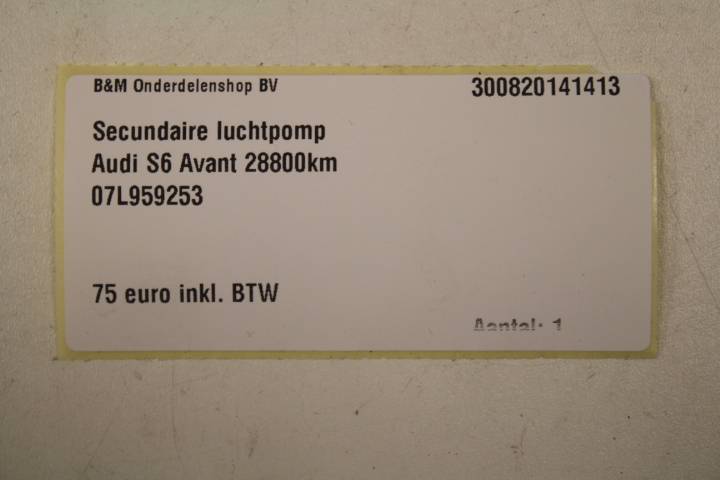 B&M Onderdelenshop BV 300820141413
Secundaire luchtpomp
Audi S6 Avant 28800km
07L959253
75 euro inkl. BTW
Aantal: 1